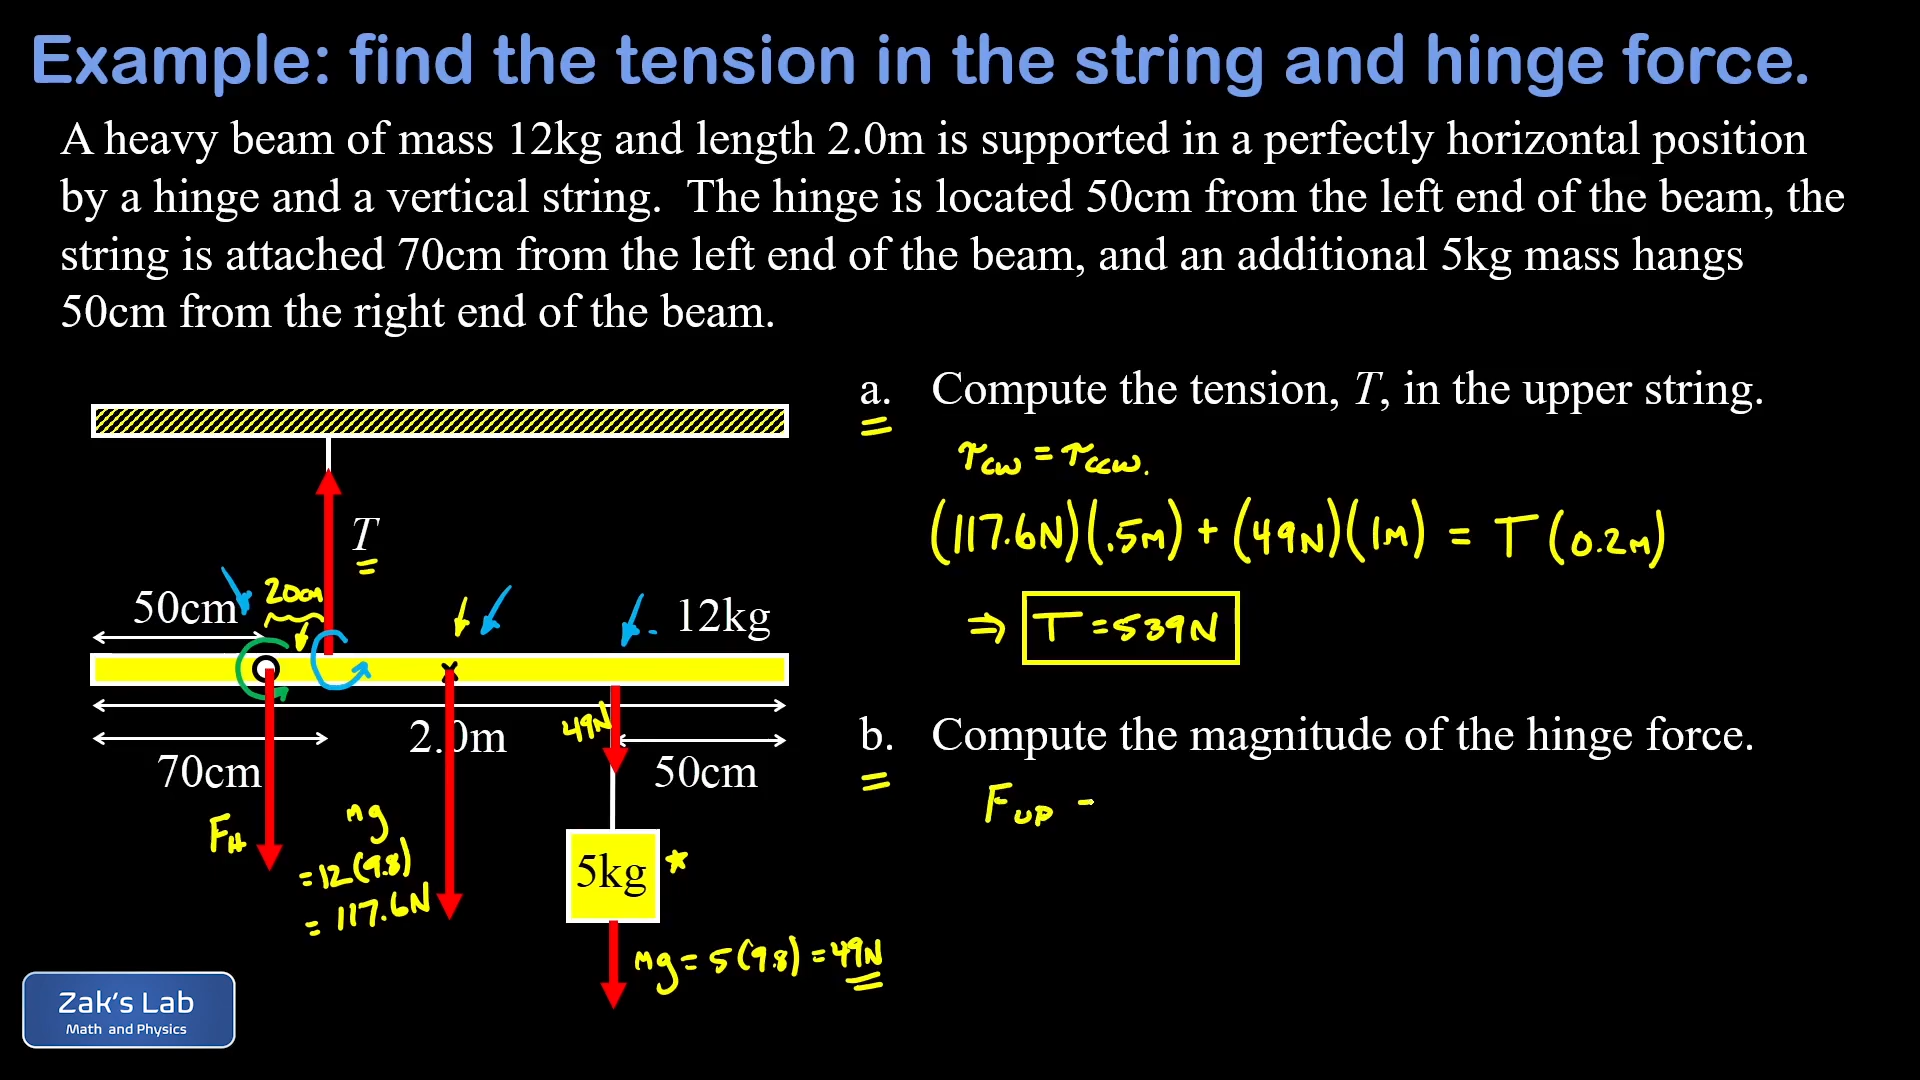 Example: find the tension in the string and hinge force.
A heavy beam of mass 12kg and length 2.0m is supported in a perfectly horizontal position
by a hinge and a vertical string.  The hinge is located 50cm from the left end of the beam, the
string is attached 70cm from the left end of the beam, and an additional 5kg mass hangs
50cm from the right end of the beam.
a. Compute the tension, T, in the upper string.
τcw = τccw.
(117.6N)(.5m) + (49N)(1m) = T(0.2m)
⇒ T = 539N
b. Compute the magnitude of the hinge force.
FUP -
T
50cm
20cm
12kg
49N
2.0m
70cm
50cm
FH
mg
= 12(9.8)
= 117.6N
5kg *
mg = 5(9.8) = 49N
Zak's Lab
Math and Physics